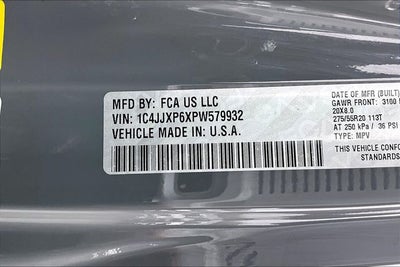 MFD BY: FCA US LLC
VIN: 1C4JJXP6XPW579932
VEHICLE MADE IN U.S.A.
DATE OF MFR (BUILT)
GAWR FRONT: 3100
20X8.0
275/55R20 113T
AT 250 kPa / 36 PSI
TYPE: MPV
THIS VEHICLE CONFOR
STANDARDS